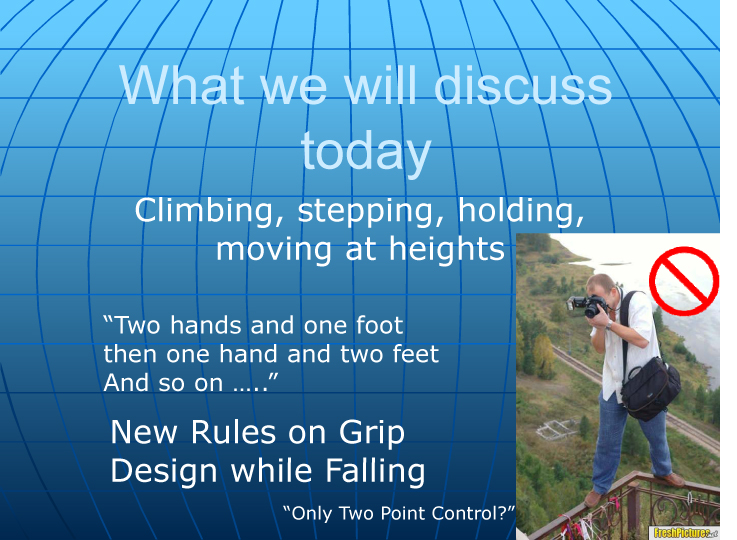 What we will discuss
today
Climbing, stepping, holding,
moving at heights
“Two hands and one foot
then one hand and two feet
And so on …..”
New Rules on Grip
Design while Falling
“Only Two Point Control?”
FreshPictures